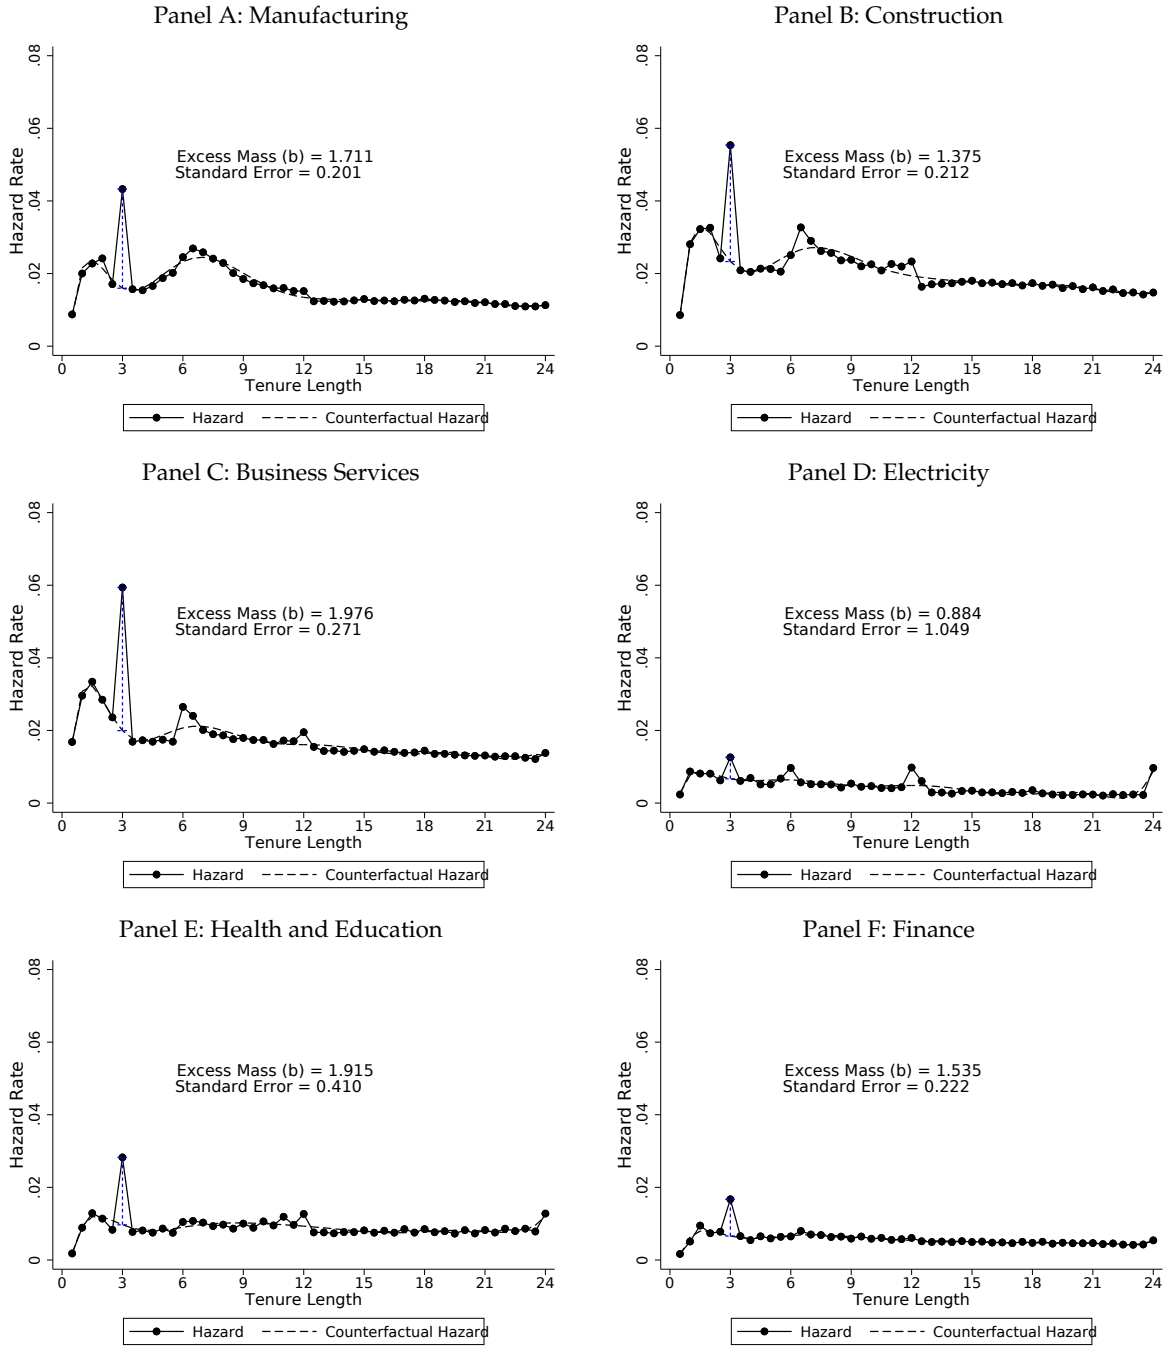 Panel A: Manufacturing
Hazard Rate
0 .02 .04 .06 .08
Excess Mass (b) = 1.711
Standard Error = 0.201
0 3 6 9 12 15 18 21 24
Tenure Length
Hazard Counterfactual Hazard
Panel B: Construction
Hazard Rate
0 .02 .04 .06 .08
Excess Mass (b) = 1.375
Standard Error = 0.212
0 3 6 9 12 15 18 21 24
Tenure Length
Hazard Counterfactual Hazard
Panel C: Business Services
Hazard Rate
0 .02 .04 .06 .08
Excess Mass (b) = 1.976
Standard Error = 0.271
0 3 6 9 12 15 18 21 24
Tenure Length
Hazard Counterfactual Hazard
Panel D: Electricity
Hazard Rate
0 .02 .04 .06 .08
Excess Mass (b) = 0.884
Standard Error = 1.049
0 3 6 9 12 15 18 21 24
Tenure Length
Hazard Counterfactual Hazard
Panel E: Health and Education
Hazard Rate
0 .02 .04 .06 .08
Excess Mass (b) = 1.915
Standard Error = 0.410
0 3 6 9 12 15 18 21 24
Tenure Length
Hazard Counterfactual Hazard
Panel F: Finance
Hazard Rate
0 .02 .04 .06 .08
Excess Mass (b) = 1.535
Standard Error = 0.222
0 3 6 9 12 15 18 21 24
Tenure Length
Hazard Counterfactual Hazard